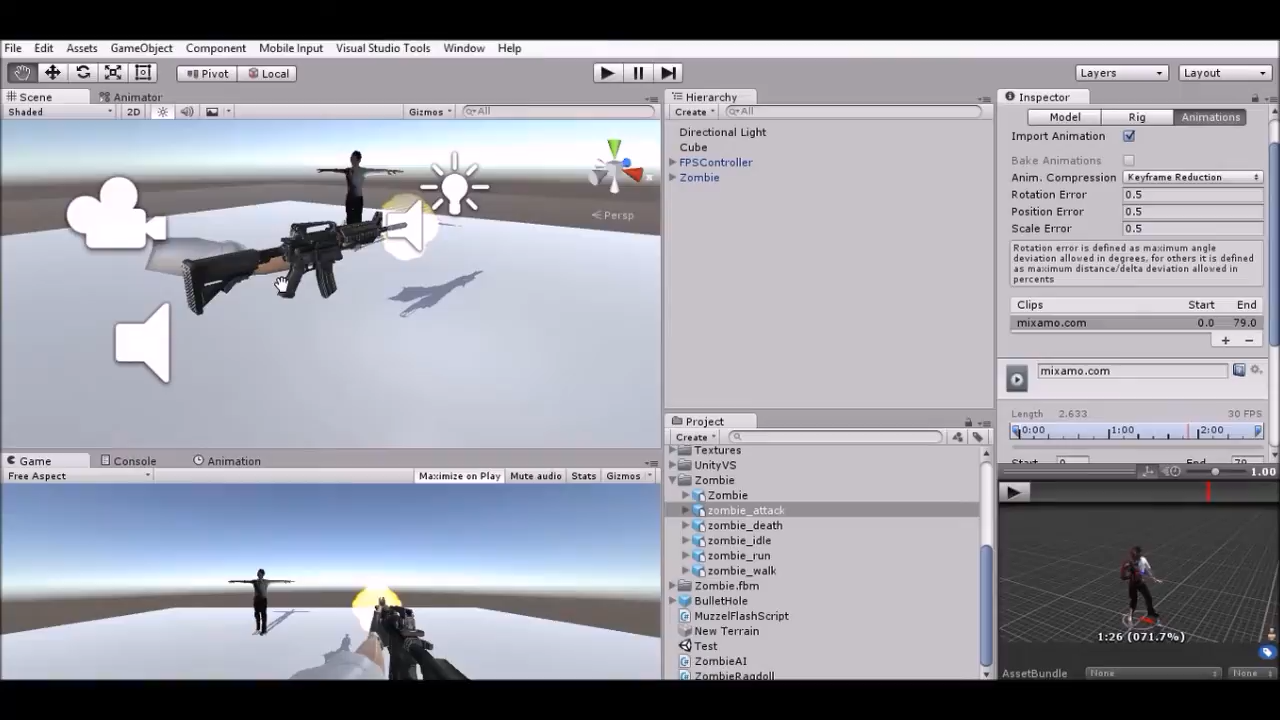 File Edit Assets GameObject Component Mobile Input Visual Studio Tools Window Help
Pivot Local Layers Layout
Scene Animator
Shaded 2D Gizmos All
Persp
Hierarchy
Create All
Directional Light
Cube
FPSController
Zombie
Inspector
Model Rig Animations
Import Animation
Bake Animations
Anim. Compression Keyframe Reduction
Rotation Error 0.5
Position Error 0.5
Scale Error 0.5
Rotation error is defined as maximum angle
deviation allowed in degrees, for others it is defined
as maximum distance/delta deviation allowed in
percents
Clips Start End
mixamo.com 0.0 79.0
+ −
mixamo.com
Length 2.633 30 FPS
0:00 1:00 2:00
Start 0 End 79
1.00
1:26 (071.7%)
AssetBundle None None
Game Console Animation
Free Aspect Maximize on Play Mute audio Stats Gizmos
Project
Create
Textures
UnityVS
Zombie
Zombie
zombie_attack
zombie_death
zombie_idle
zombie_run
zombie_walk
Zombie.fbm
BulletHole
MuzzelFlashScript
New Terrain
Test
ZombieAI
ZombieRagdoll